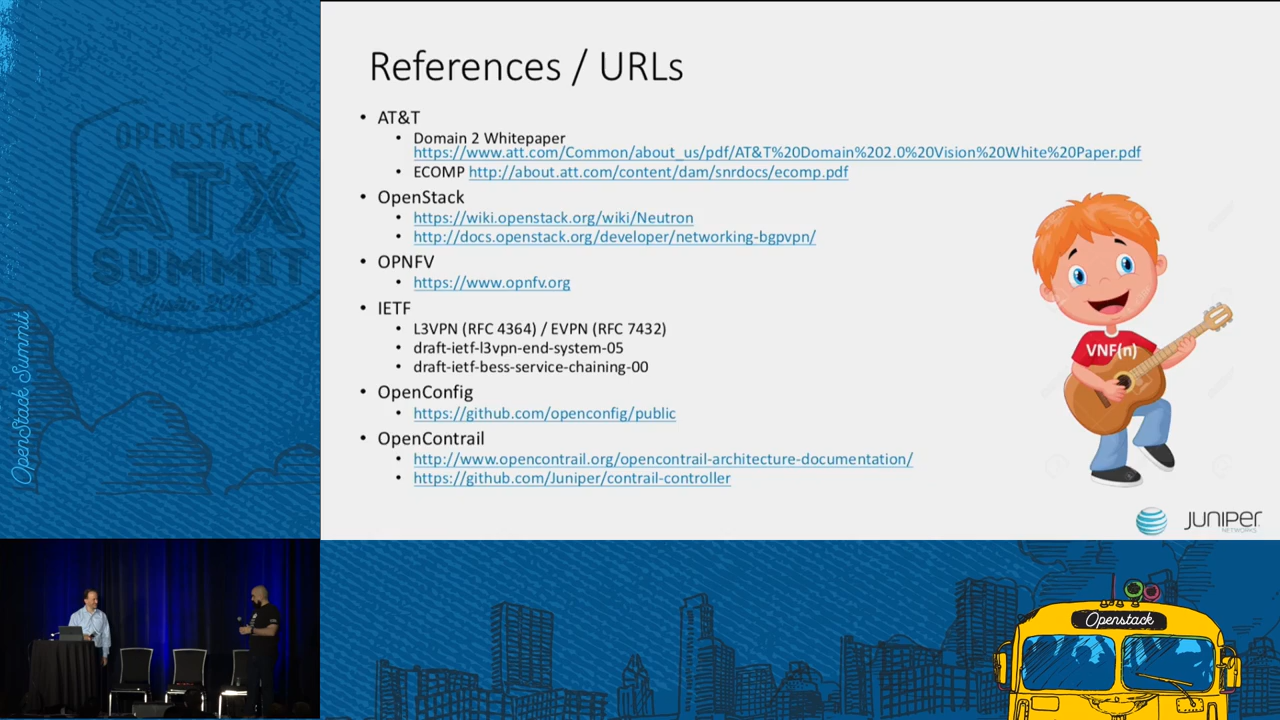 References / URLs
• AT&T
• Domain 2 Whitepaper
https://www.att.com/Common/about_us/pdf/AT&T%20Domain%202.0%20Vision%20White%20Paper.pdf
• ECOMP http://about.att.com/content/dam/snrdocs/ecomp.pdf
• OpenStack
• https://wiki.openstack.org/wiki/Neutron
• http://docs.openstack.org/developer/networking-bgpvpn/
• OPNFV
• https://www.opnfv.org
• IETF
• L3VPN (RFC 4364) / EVPN (RFC 7432)
• draft-ietf-l3vpn-end-system-05
• draft-ietf-bess-service-chaining-00
• OpenConfig
• https://github.com/openconfig/public
• OpenContrail
• http://www.opencontrail.org/opencontrail-architecture-documentation/
• https://github.com/Juniper/contrail-controller
VNF(n)
JUNIPER
NETWORKS
OPENSTACK
ATX
SUMMIT
Austin 2016
OpenStack Summit
Openstack